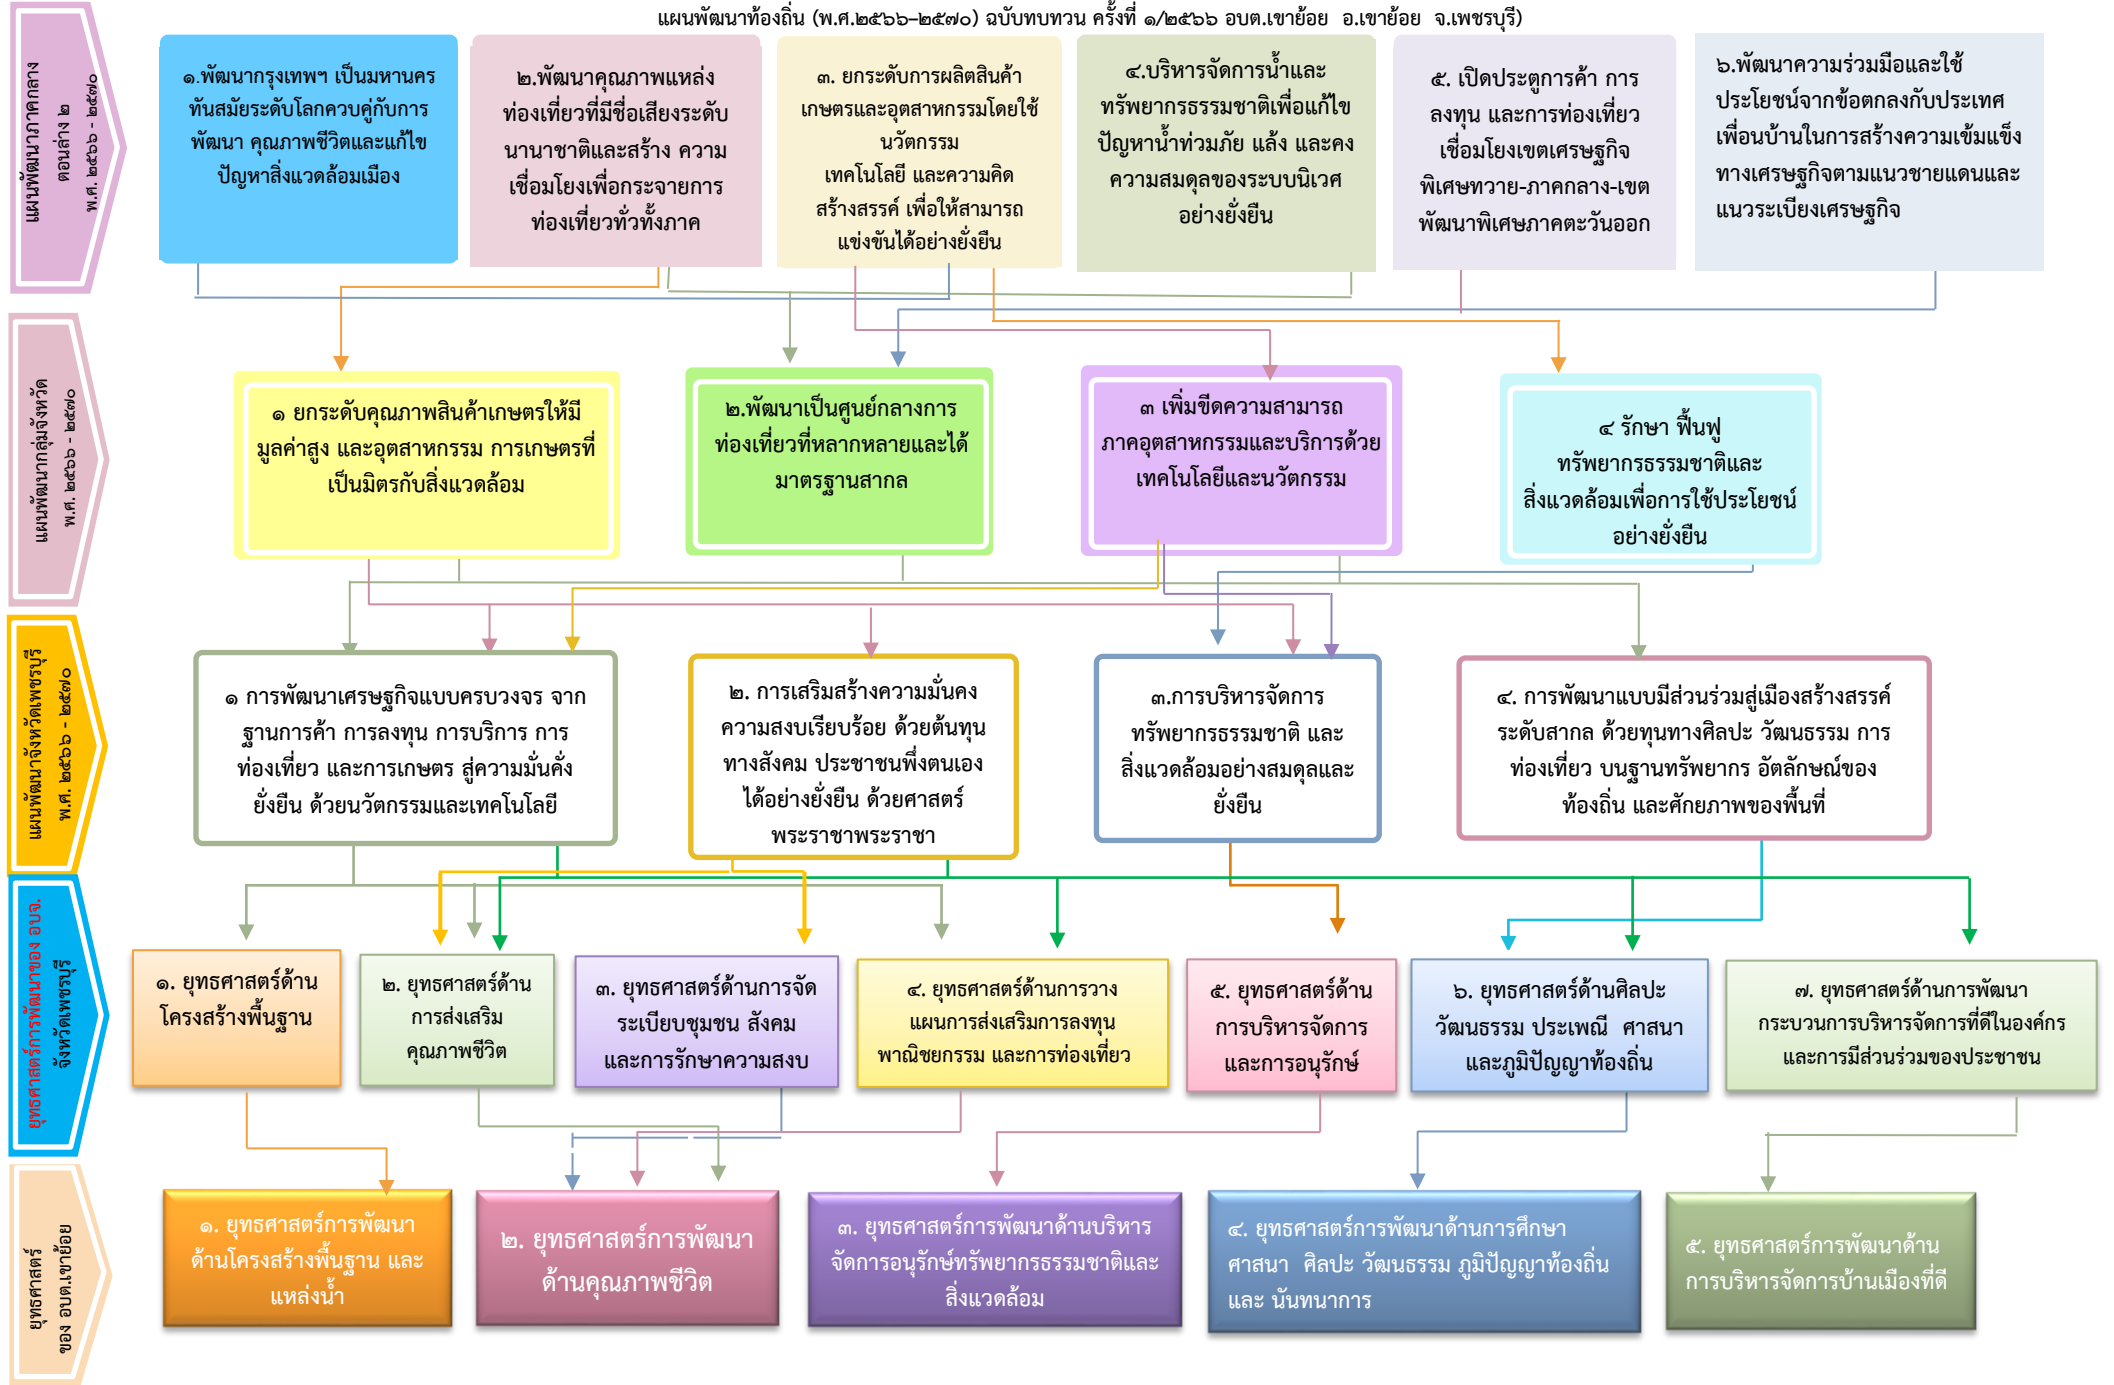 แผนพัฒนาท้องถิ่น (พ.ศ.๒๕๖๖–๒๕๗๐) ฉบับทบทวน ครั้งที่ ๑/๒๕๖๖ อบต.เขาย้อย อ.เขาย้อย จ.เพชรบุรี)
แผนพัฒนาภาคกลาง
ตอนล่าง ๒
พ.ศ. ๒๕๖๖ - ๒๕๗๐
๑.พัฒนากรุงเทพฯ เป็นมหานคร
ทันสมัยระดับโลกควบคู่กับการ
พัฒนา คุณภาพชีวิตและแก้ไข
ปัญหาสิ่งแวดล้อมเมือง
๒.พัฒนาคุณภาพแหล่ง
ท่องเที่ยวที่มีชื่อเสียงระดับ
นานาชาติและสร้าง ความ
เชื่อมโยงเพื่อกระจายการ
ท่องเที่ยวทั่วทั้งภาค
๓. ยกระดับการผลิตสินค้า
เกษตรและอุตสาหกรรมโดยใช้
นวัตกรรม
เทคโนโลยี และความคิด
สร้างสรรค์ เพื่อให้สามารถ
แข่งขันได้อย่างยั่งยืน
๔.บริหารจัดการน้ำและ
ทรัพยากรธรรมชาติเพื่อแก้ไข
ปัญหาน้ำท่วมภัย แล้ง และคง
ความสมดุลของระบบนิเวศ
อย่างยั่งยืน
๕. เปิดประตูการค้า การ
ลงทุน และการท่องเที่ยว
เชื่อมโยงเขตเศรษฐกิจ
พิเศษทวาย-ภาคกลาง-เขต
พัฒนาพิเศษภาคตะวันออก
๖.พัฒนาความร่วมมือและใช้
ประโยชน์จากข้อตกลงกับประเทศ
เพื่อนบ้านในการสร้างความเข้มแข็ง
ทางเศรษฐกิจตามแนวชายแดนและ
แนวระเบียงเศรษฐกิจ
แผนพัฒนากลุ่มจังหวัด
พ.ศ. ๒๕๖๖ - ๒๕๗๐
๑ ยกระดับคุณภาพสินค้าเกษตรให้มี
มูลค่าสูง และอุตสาหกรรม การเกษตรที่
เป็นมิตรกับสิ่งแวดล้อม
๒.พัฒนาเป็นศูนย์กลางการ
ท่องเที่ยวที่หลากหลายและได้
มาตรฐานสากล
๓ เพิ่มขีดความสามารถ
ภาคอุตสาหกรรมและบริการด้วย
เทคโนโลยีและนวัตกรรม
๔ รักษา ฟื้นฟู
ทรัพยากรธรรมชาติและ
สิ่งแวดล้อมเพื่อการใช้ประโยชน์
อย่างยั่งยืน
แผนพัฒนาจังหวัดเพชรบุรี
พ.ศ. ๒๕๖๖ - ๒๕๗๐
๑ การพัฒนาเศรษฐกิจแบบครบวงจร จาก
ฐานการค้า การลงทุน การบริการ การ
ท่องเที่ยว และการเกษตร สู่ความมั่นคั่ง
ยั่งยืน ด้วยนวัตกรรมและเทคโนโลยี
๒. การเสริมสร้างความมั่นคง
ความสงบเรียบร้อย ด้วยต้นทุน
ทางสังคม ประชาชนพึ่งตนเอง
ได้อย่างยั่งยืน ด้วยศาสตร์
พระราชาพระราชา
๓.การบริหารจัดการ
ทรัพยากรธรรมชาติ และ
สิ่งแวดล้อมอย่างสมดุลและ
ยั่งยืน
๔. การพัฒนาแบบมีส่วนร่วมสู่เมืองสร้างสรรค์
ระดับสากล ด้วยทุนทางศิลปะ วัฒนธรรม การ
ท่องเที่ยว บนฐานทรัพยากร อัตลักษณ์ของ
ท้องถิ่น และศักยภาพของพื้นที่
ยุทธศาสตร์การพัฒนาของ อบจ.
จังหวัดเพชรบุรี
๑. ยุทธศาสตร์ด้าน
โครงสร้างพื้นฐาน
๒. ยุทธศาสตร์ด้าน
การส่งเสริม
คุณภาพชีวิต
๓. ยุทธศาสตร์ด้านการจัด
ระเบียบชุมชน สังคม
และการรักษาความสงบ
๔. ยุทธศาสตร์ด้านการวาง
แผนการส่งเสริมการลงทุน
พาณิชยกรรม และการท่องเที่ยว
๕. ยุทธศาสตร์ด้าน
การบริหารจัดการ
และการอนุรักษ์
๖. ยุทธศาสตร์ด้านศิลปะ
วัฒนธรรม ประเพณี ศาสนา
และภูมิปัญญาท้องถิ่น
๗. ยุทธศาสตร์ด้านการพัฒนา
กระบวนการบริหารจัดการที่ดีในองค์กร
และการมีส่วนร่วมของประชาชน
ยุทธศาสตร์
ของ อบต.เขาย้อย
๑. ยุทธศาสตร์การพัฒนา
ด้านโครงสร้างพื้นฐาน และ
แหล่งน้ำ
๒. ยุทธศาสตร์การพัฒนา
ด้านคุณภาพชีวิต
๓. ยุทธศาสตร์การพัฒนาด้านบริหาร
จัดการอนุรักษ์ทรัพยากรธรรมชาติและ
สิ่งแวดล้อม
๔. ยุทธศาสตร์การพัฒนาด้านการศึกษา
ศาสนา ศิลปะ วัฒนธรรม ภูมิปัญญาท้องถิ่น
และ นันทนาการ
๕. ยุทธศาสตร์การพัฒนาด้าน
การบริหารจัดการบ้านเมืองที่ดี